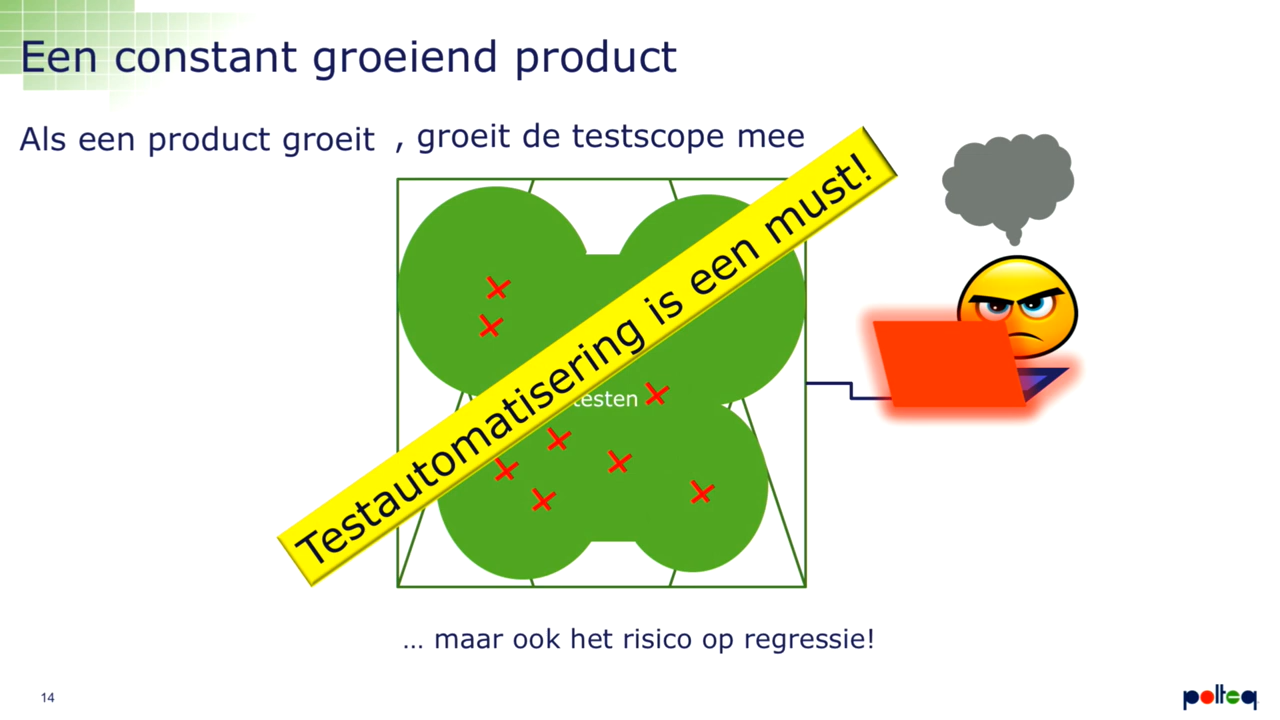 Een constant groeiend product
Als een product groeit , groeit de testscope mee
Testautomatisering is een must!
testen
… maar ook het risico op regressie!
14
polteq